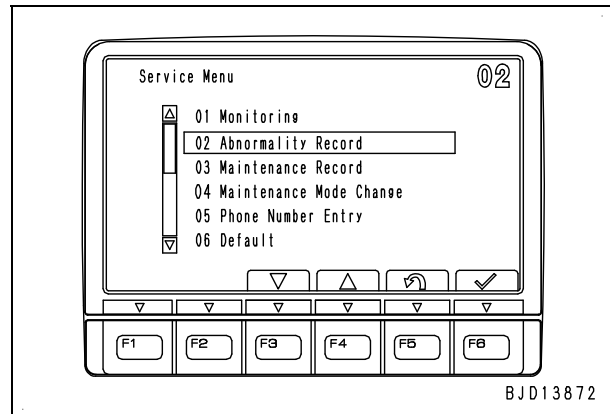 Service Menu 02
01 Monitoring
02 Abnormality Record
03 Maintenance Record
04 Maintenance Mode Change
05 Phone Number Entry
06 Default
F1 F2 F3 F4 F5 F6
BJD13872